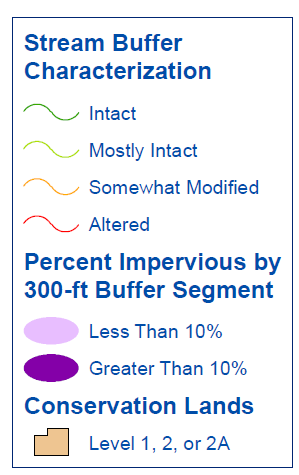 Stream Buffer
Characterization
Intact
Mostly Intact
Somewhat Modified
Altered
Percent Impervious by
300-ft Buffer Segment
Less Than 10%
Greater Than 10%
Conservation Lands
Level 1, 2, or 2A